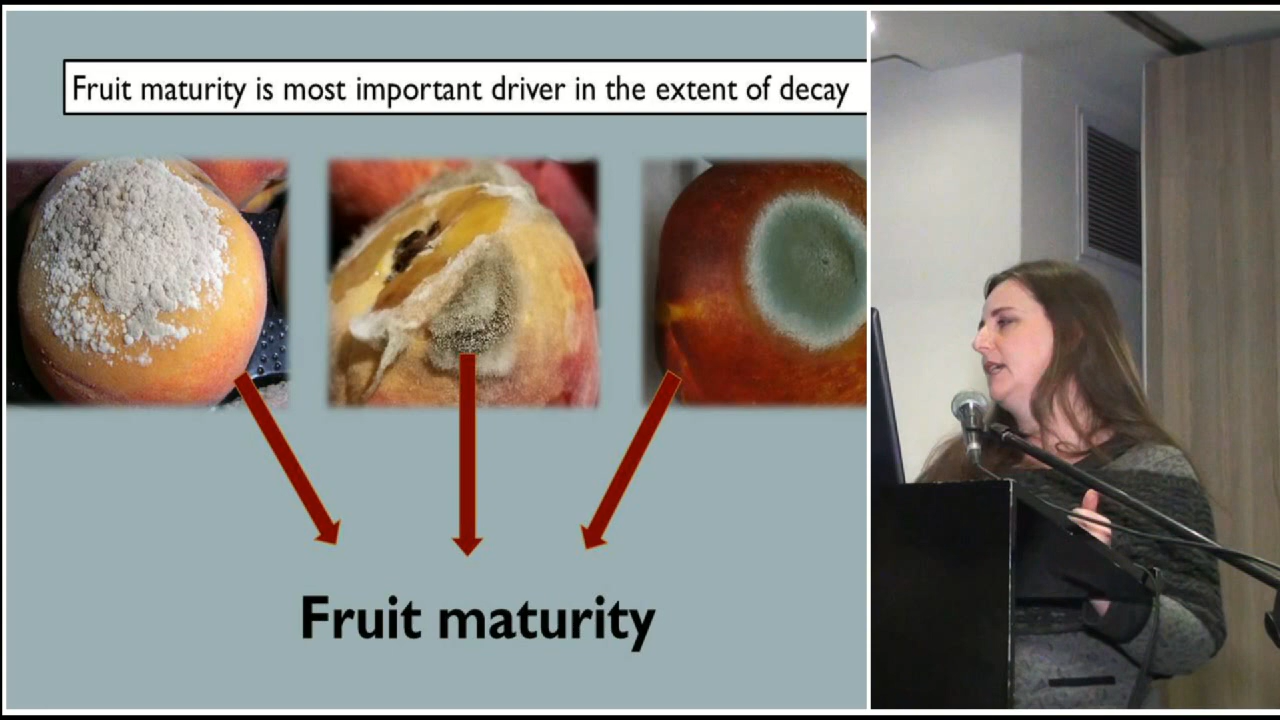 Fruit maturity is most important driver in the extent of decay
Fruit maturity